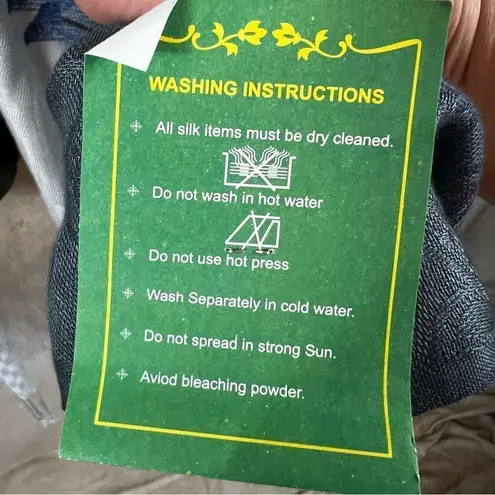 WASHING INSTRUCTIONS
All silk items must be dry cleaned.
Do not wash in hot water
Do not use hot press
Wash Separately in cold water.
Do not spread in strong Sun.
Aviod bleaching powder.